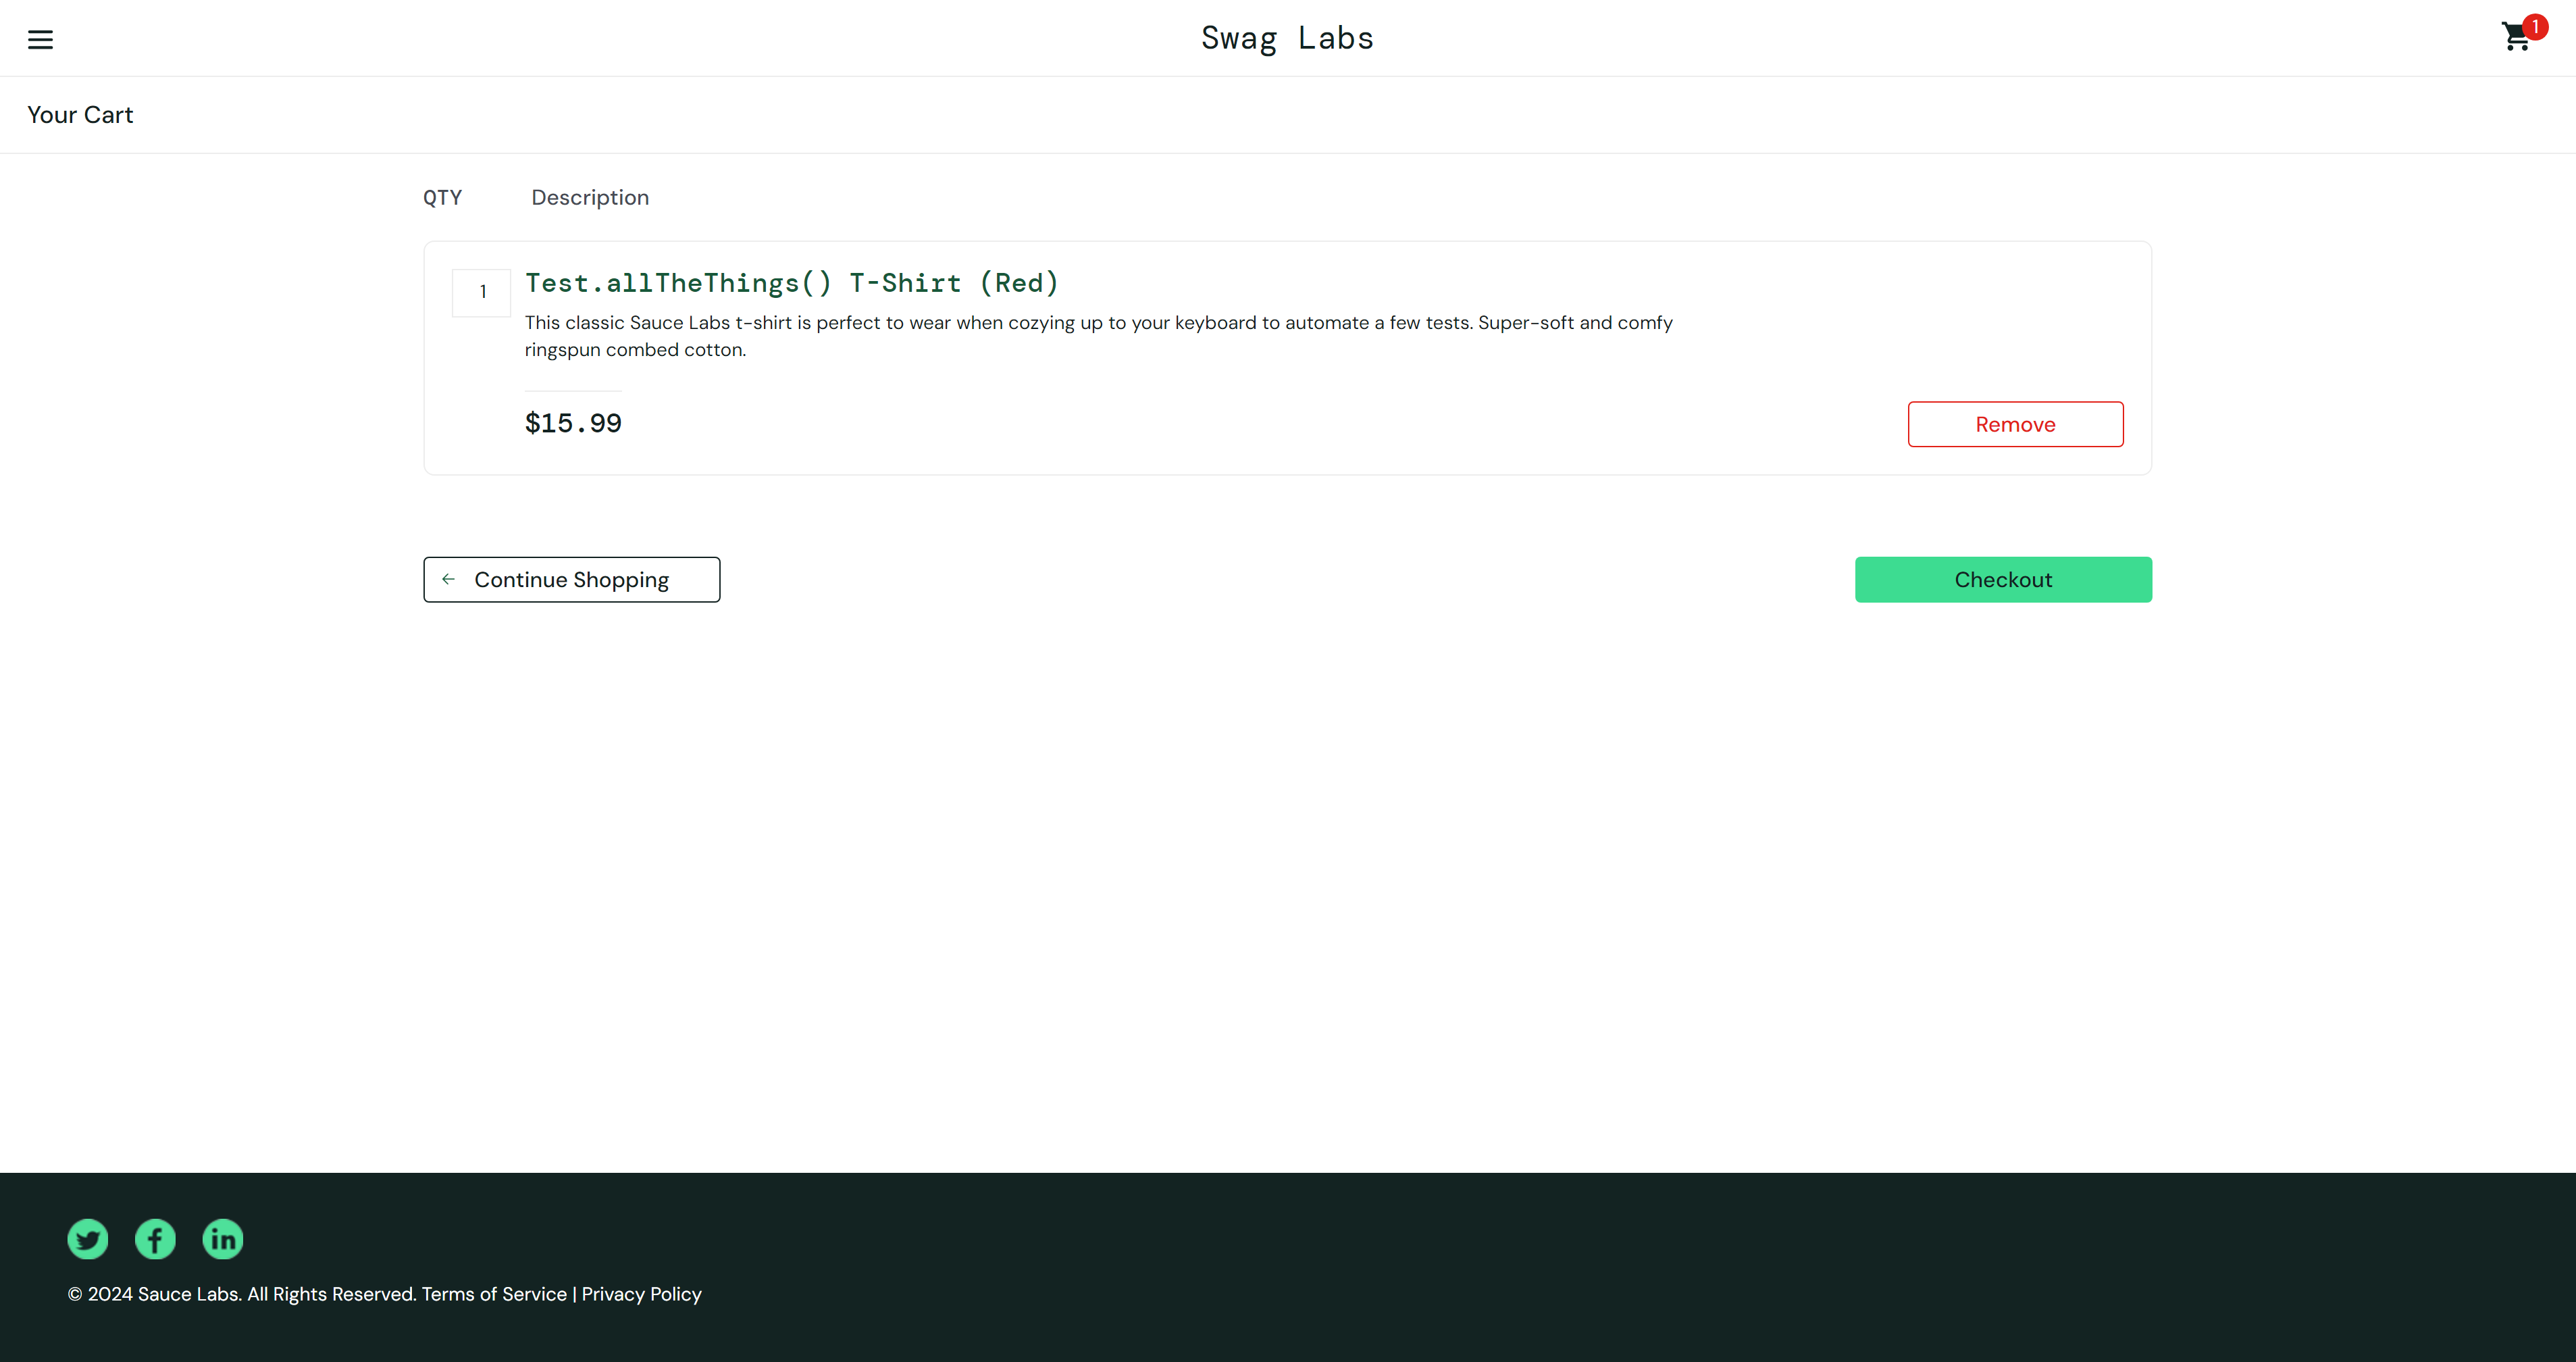 Swag Labs
1
Your Cart
QTY
Description
1
Test.allTheThings() T-Shirt (Red)
This classic Sauce Labs t-shirt is perfect to wear when cozying up to your keyboard to automate a few tests. Super-soft and comfy
ringspun combed cotton.
$15.99
Remove
Continue Shopping
Checkout
© 2024 Sauce Labs. All Rights Reserved. Terms of Service | Privacy Policy